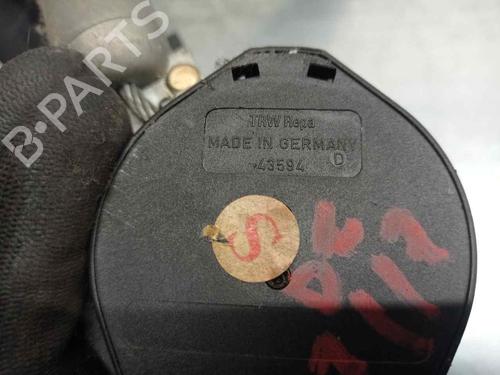 B-PARTS
TRW Repa
MADE IN GERMANY
43594 D
S